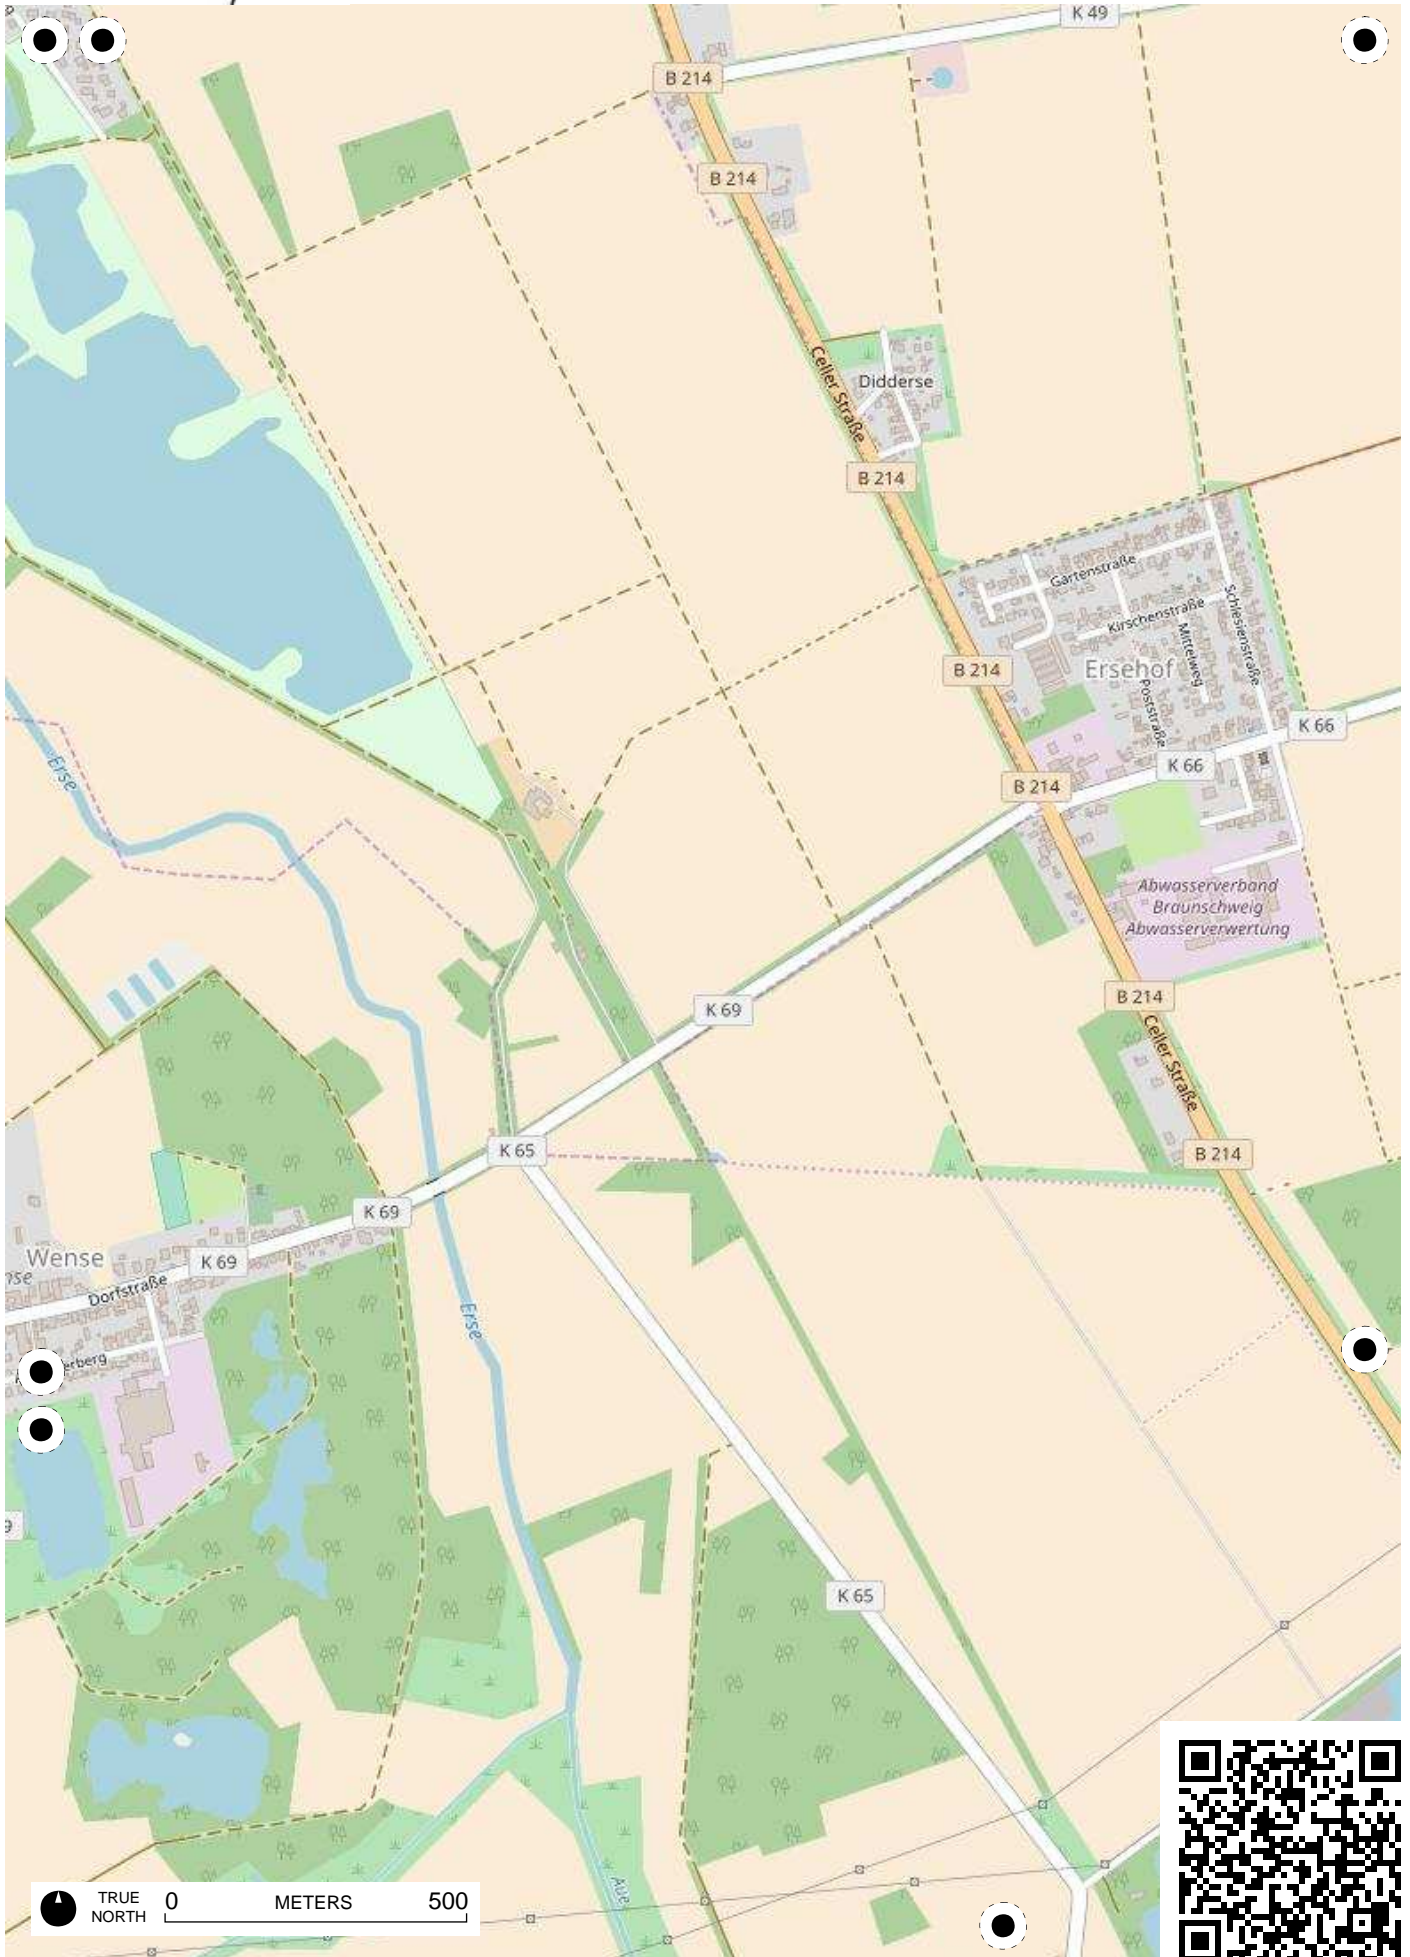 K 49
B 214
B 214
Didderse
Celler Straße
B 214
Gartenstraße
Kirschenstraße
Schlesienstraße
Mittelweg
B 214
Ersehof
Poststraße
K 66
K 66
B 214
Erse
Abwasserverband
Braunschweig
Abwasserverwertung
B 214
K 69
Celler Straße
K 65
B 214
K 69
Wense
K 69
Dorfstraße
Erse
erberg
K 65
Aue
TRUE
NORTH
0 METERS 500